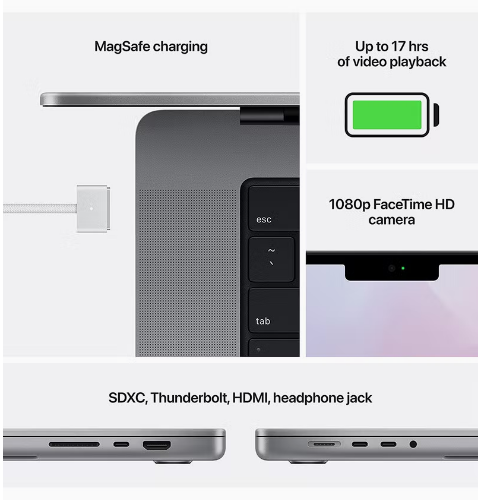 MagSafe charging
Up to 17 hrs
of video playback
1080p FaceTime HD
camera
esc
~
`
tab
SDXC, Thunderbolt, HDMI, headphone jack